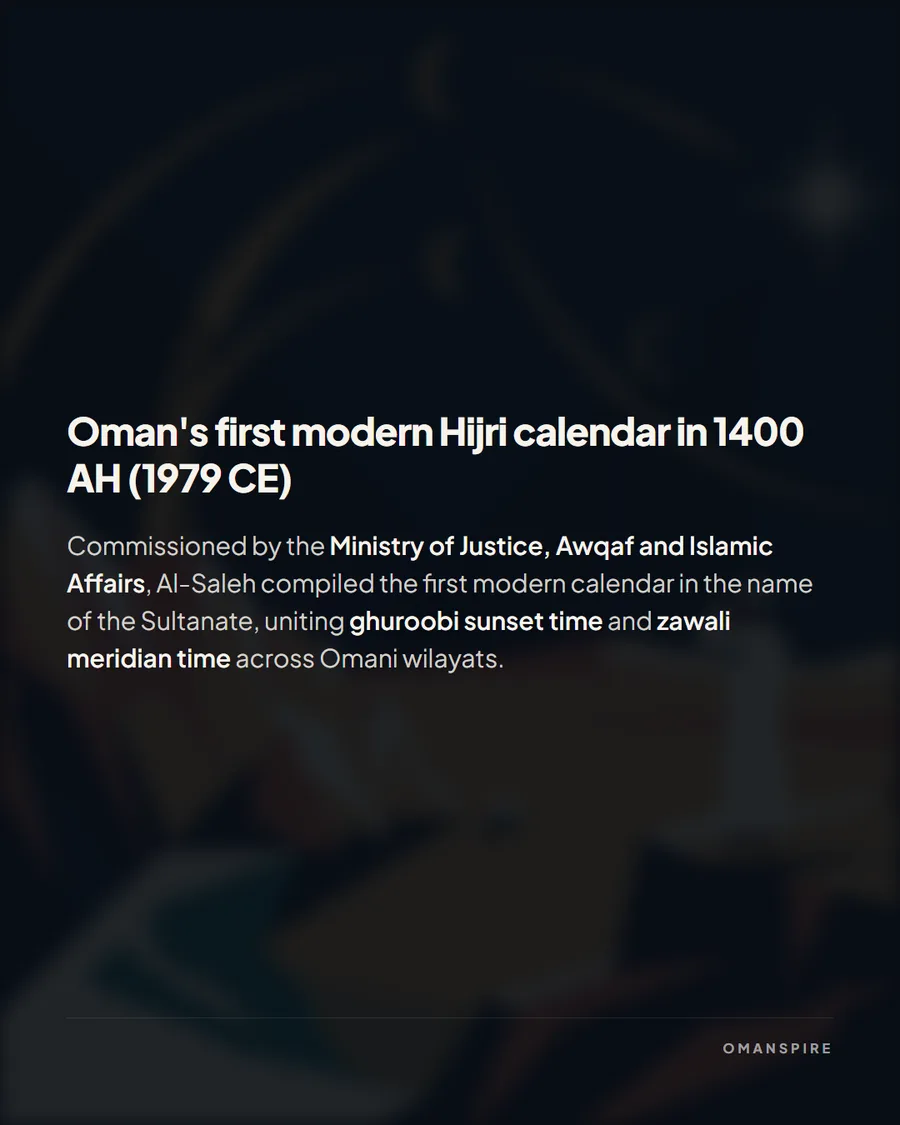 Oman's first modern Hijri calendar in 1400
AH (1979 CE)
Commissioned by the Ministry of Justice, Awqaf and Islamic
Affairs, Al-Saleh compiled the first modern calendar in the name
of the Sultanate, uniting ghuroobi sunset time and zawali
meridian time across Omani wilayats.
OMANSPIRE